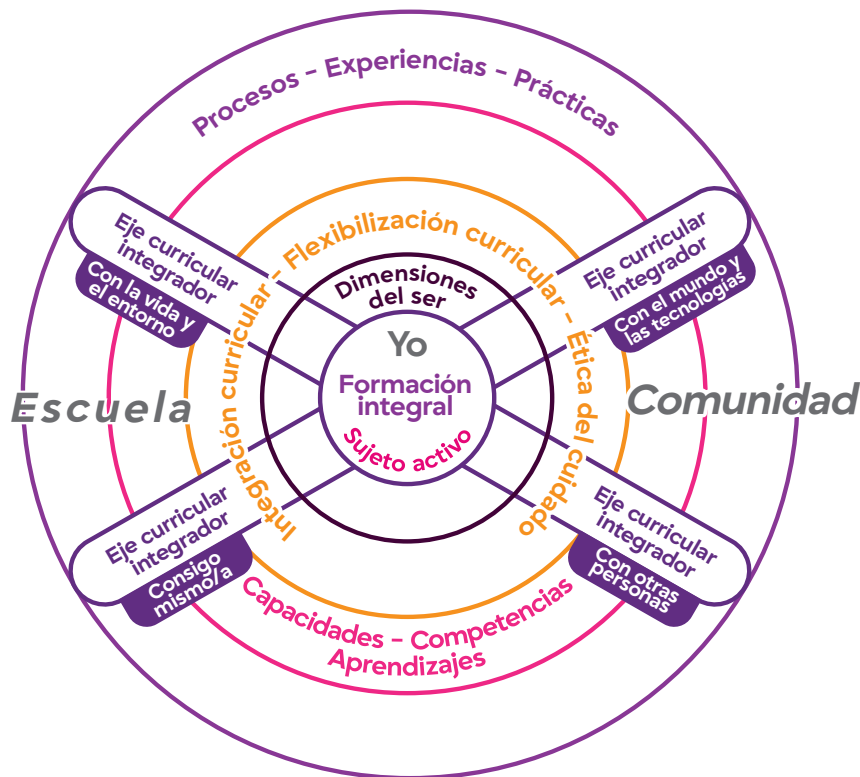 Procesos - Experiencias - Prácticas
Eje curricular
integrador
Con la vida y
el entorno
Eje curricular
integrador
Con el mundo y
las tecnologías
Integración curricular - Flexibilización curricular - Ética del cuidado
Dimensiones
del ser
Yo
Formación
integral
Sujeto activo
Escuela
Comunidad
Eje curricular
integrador
Consigo
mismo/a
Eje curricular
integrador
Con otras
personas
Capacidades - Competencias
Aprendizajes